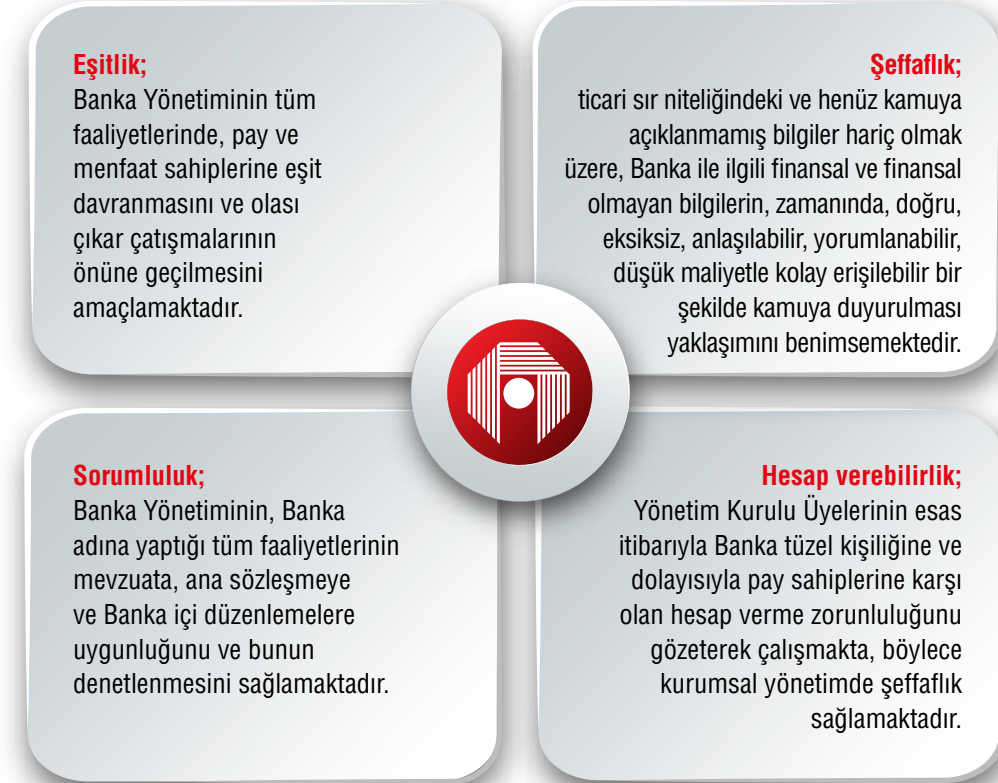 Eşitlik;
Banka Yönetiminin tüm
faaliyetlerinde, pay ve
menfaat sahiplerine eşit
davranmasını ve olası
çıkar çatışmalarının
önüne geçilmesini
amaçlamaktadır.
Şeffaflık;
ticari sır niteliğindeki ve henüz kamuya
açıklanmamış bilgiler hariç olmak
üzere, Banka ile ilgili finansal ve finansal
olmayan bilgilerin, zamanında, doğru,
eksiksiz, anlaşılabilir, yorumlanabilir,
düşük maliyetle kolay erişilebilir bir
şekilde kamuya duyurulması
yaklaşımını benimsemektedir.
Sorumluluk;
Banka Yönetiminin, Banka
adına yaptığı tüm faaliyetlerinin
mevzuata, ana sözleşmeye
ve Banka içi düzenlemelere
uygunluğunu ve bunun
denetlenmesini sağlamaktadır.
Hesap verebilirlik;
Yönetim Kurulu Üyelerinin esas
itibarıyla Banka tüzel kişiliğine ve
dolayısıyla pay sahiplerine karşı
olan hesap verme zorunluluğunu
gözeterek çalışmakta, böylece
kurumsal yönetimde şeffaflık
sağlamaktadır.